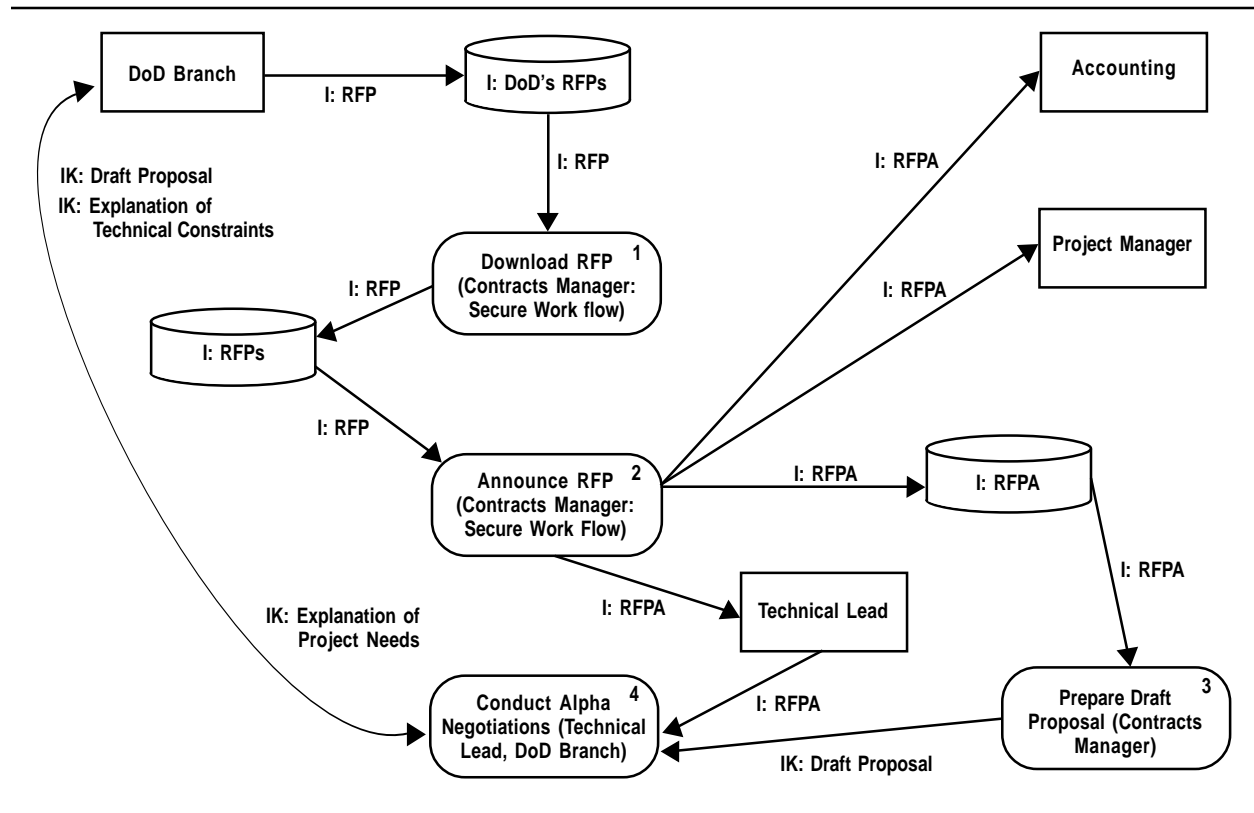 DoD Branch
I: RFP
I: DoD's RFPs
Accounting
I: RFP
I: RFPA
IK: Draft Proposal
IK: Explanation of
Technical Constraints
Project Manager
1
Download RFP
(Contracts Manager:
Secure Work flow)
I: RFP
I: RFPA
I: RFPs
I: RFP
2
Announce RFP
(Contracts Manager:
Secure Work Flow)
I: RFPA
I: RFPA
I: RFPA
I: RFPA
Technical Lead
IK: Explanation of
Project Needs
4
Conduct Alpha
Negotiations (Technical
Lead, DoD Branch)
I: RFPA
3
Prepare Draft
Proposal (Contracts
Manager)
IK: Draft Proposal